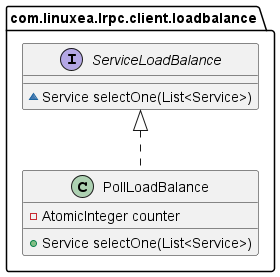 com.linuxea.lrpc.client.loadbalance
I ServiceLoadBalance
Service selectOne(List<Service>)
C PollLoadBalance
AtomicInteger counter
Service selectOne(List<Service>)